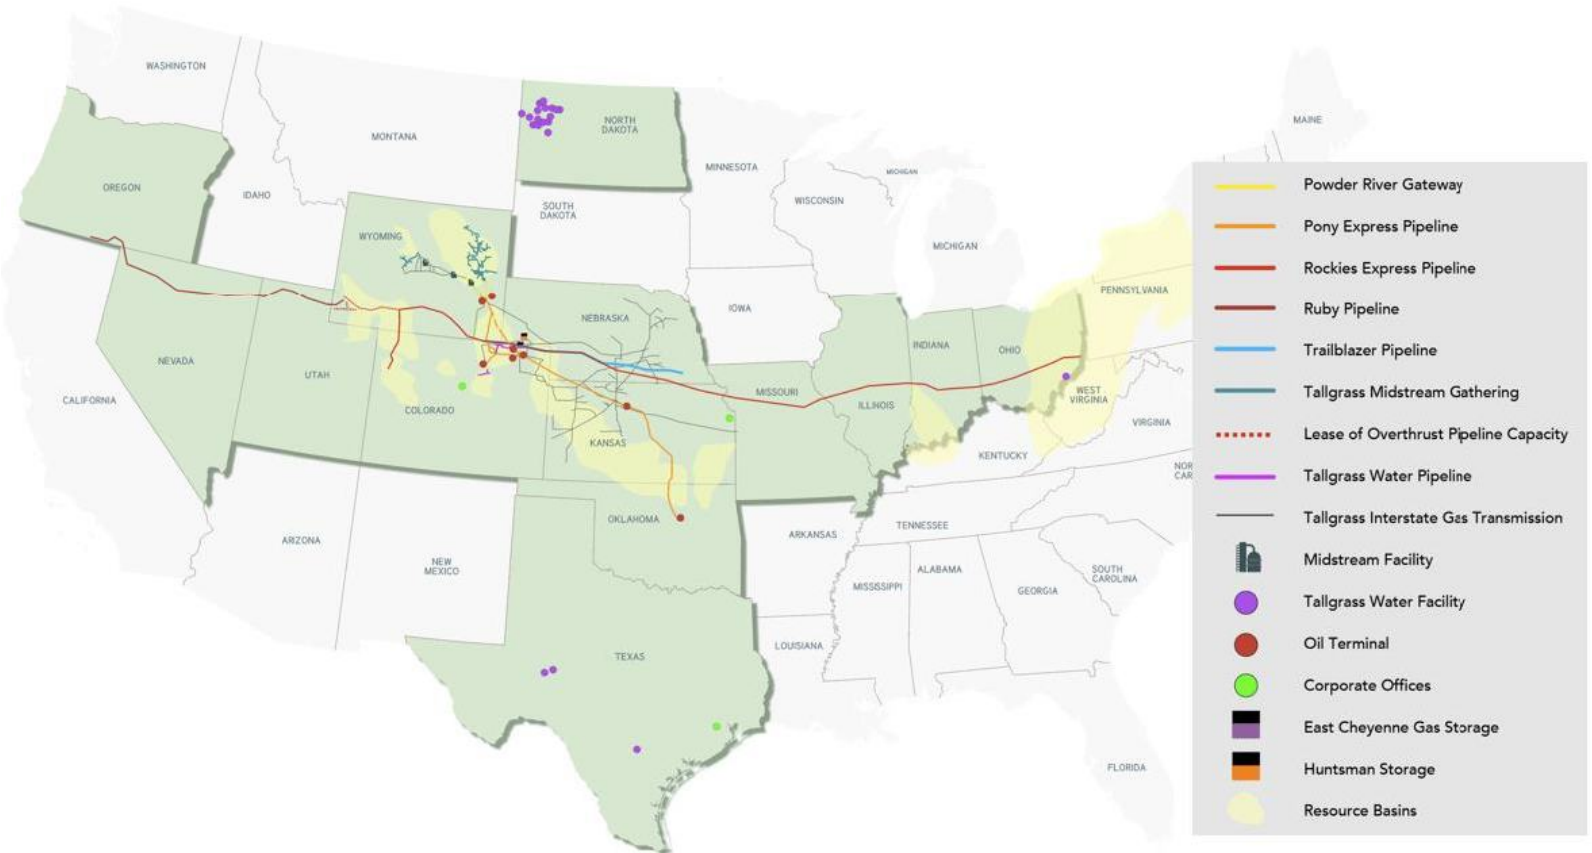 WASHINGTON
MAINE
MONTANA
NORTH
DAKOTA
MINNESOTA
MICHIGAN
OREGON
IDAHO
SOUTH
DAKOTA
WISCONSIN
WYOMING
MICHIGAN
PENNSYLVANIA
NEBRASKA
IOWA
NEVADA
UTAH
INDIANA
OHIO
CALIFORNIA
COLORADO
MISSOURI
ILLINOIS
WEST
VIRGINIA
VIRGINIA
KANSAS
KENTUCKY
NOR
CAR
OKLAHOMA
ARIZONA
NEW
MEXICO
ARKANSAS
TENNESSEE
MISSISSIPPI
ALABAMA
SOUTH
CAROLINA
GEORGIA
LOUISIANA
TEXAS
FLORIDA
Powder River Gateway
Pony Express Pipeline
Rockies Express Pipeline
Ruby Pipeline
Trailblazer Pipeline
Tallgrass Midstream Gathering
Lease of Overthrust Pipeline Capacity
Tallgrass Water Pipeline
Tallgrass Interstate Gas Transmission
Midstream Facility
Tallgrass Water Facility
Oil Terminal
Corporate Offices
East Cheyenne Gas Storage
Huntsman Storage
Resource Basins